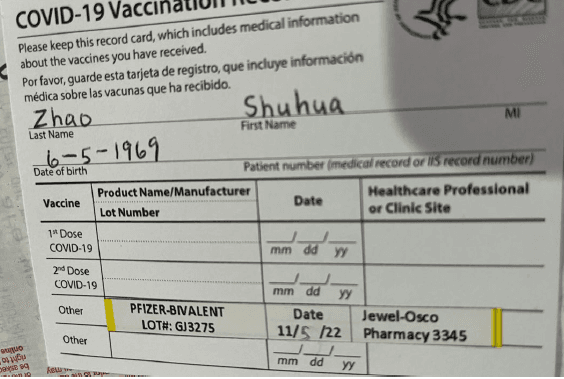 COVID-19 Vaccination
Please keep this record card, which includes medical information
about the vaccines you have received.
Por favor, guarde esta tarjeta de registro, que incluye información
médica sobre las vacunas que ha recibido.
Zhao Shuhua
Last Name First Name MI
6-5-1969
Date of birth Patient number (medical record or IIS record number)
Vaccine Product Name/Manufacturer Date Healthcare Professional
Lot Number or Clinic Site
1st Dose
COVID-19 mm dd yy
2nd Dose
COVID-19 mm dd yy
Other PFIZER-BIVALENT Date Jewel-Osco
LOT#: GJ3275 11/5/22 Pharmacy 3345
Other
mm dd yy